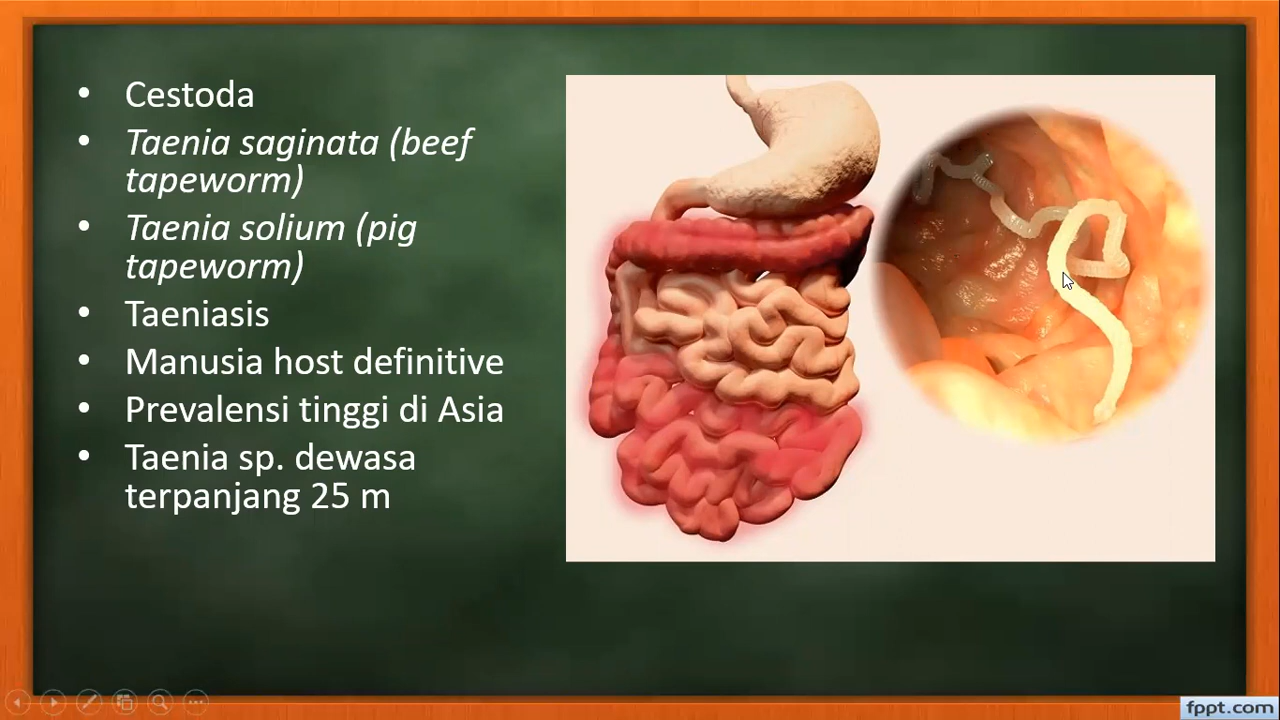 • Cestoda
• Taenia saginata (beef
tapeworm)
• Taenia solium (pig
tapeworm)
• Taeniasis
• Manusia host definitive
• Prevalensi tinggi di Asia
• Taenia sp. dewasa
terpanjang 25 m
fppt.com